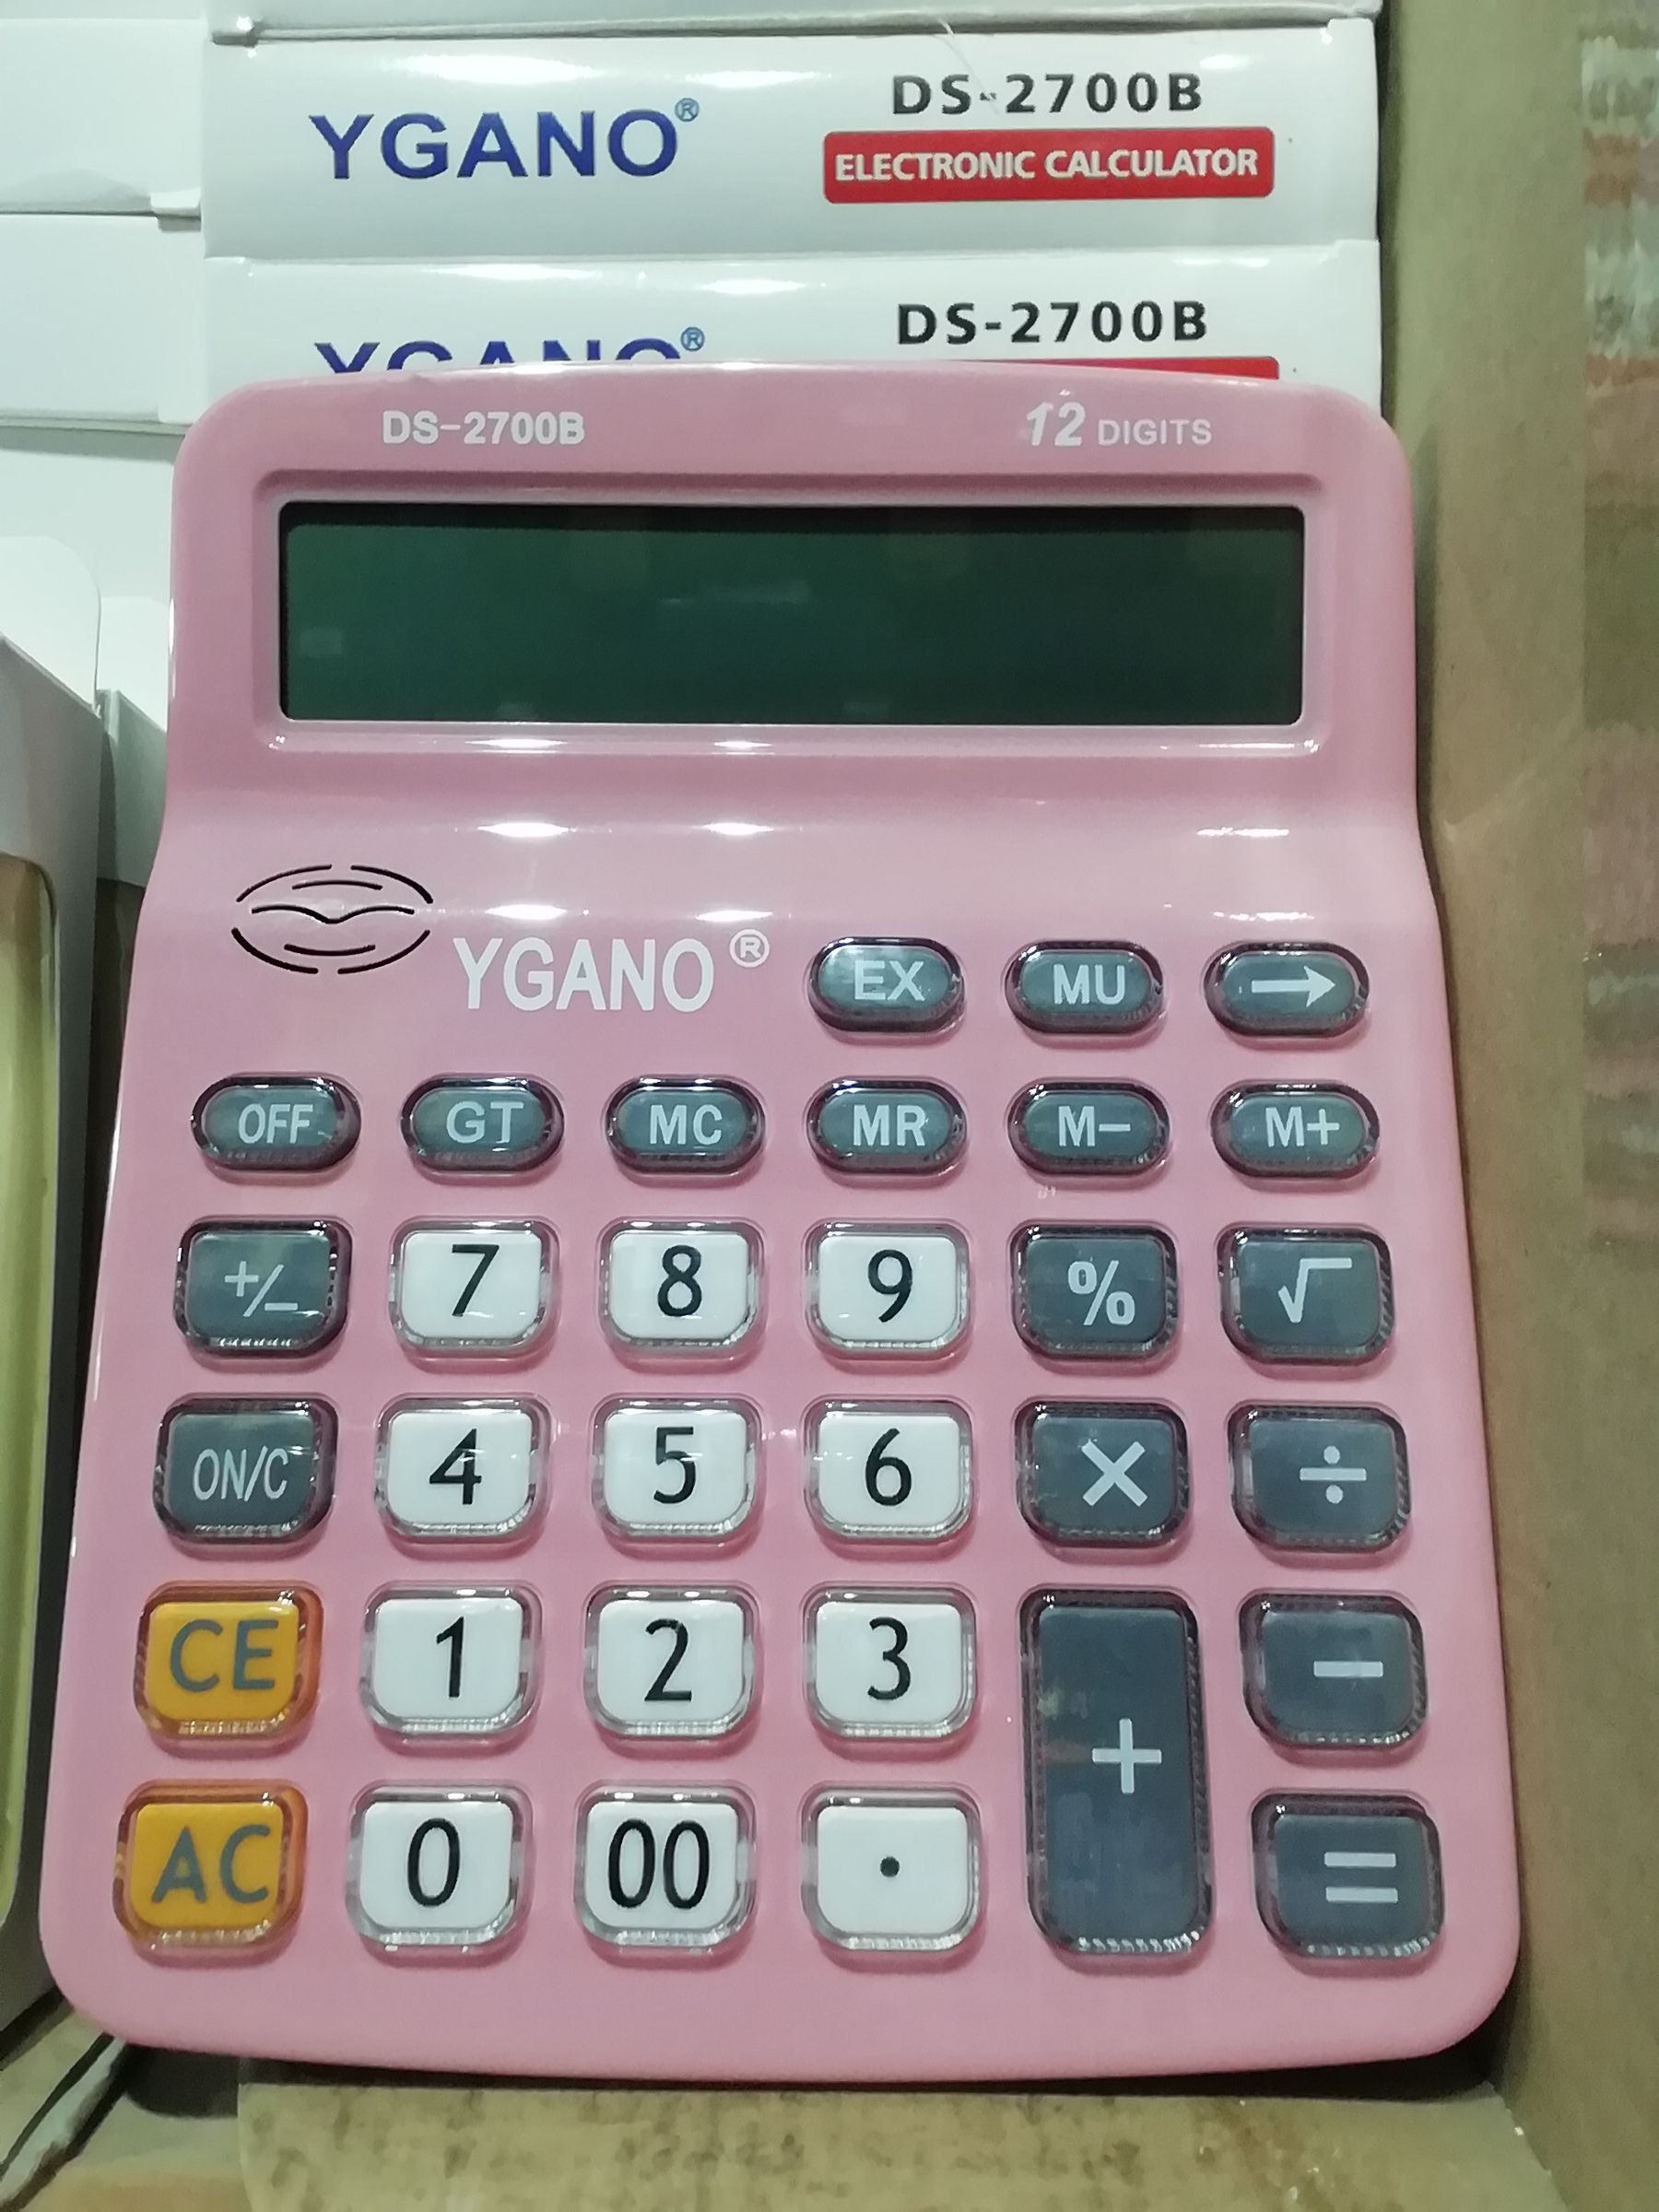 YGANO®
DS-2700B
ELECTRONIC CALCULATOR
YGANO®
DS-2700B
DS-2700B
12 DIGITS
YGANO®
EX MU →
OFF GT MC MR M− M+
+/− 7 8 9 % √
ON/C 4 5 6 × ÷
CE 1 2 3 + −
AC 0 00 . =